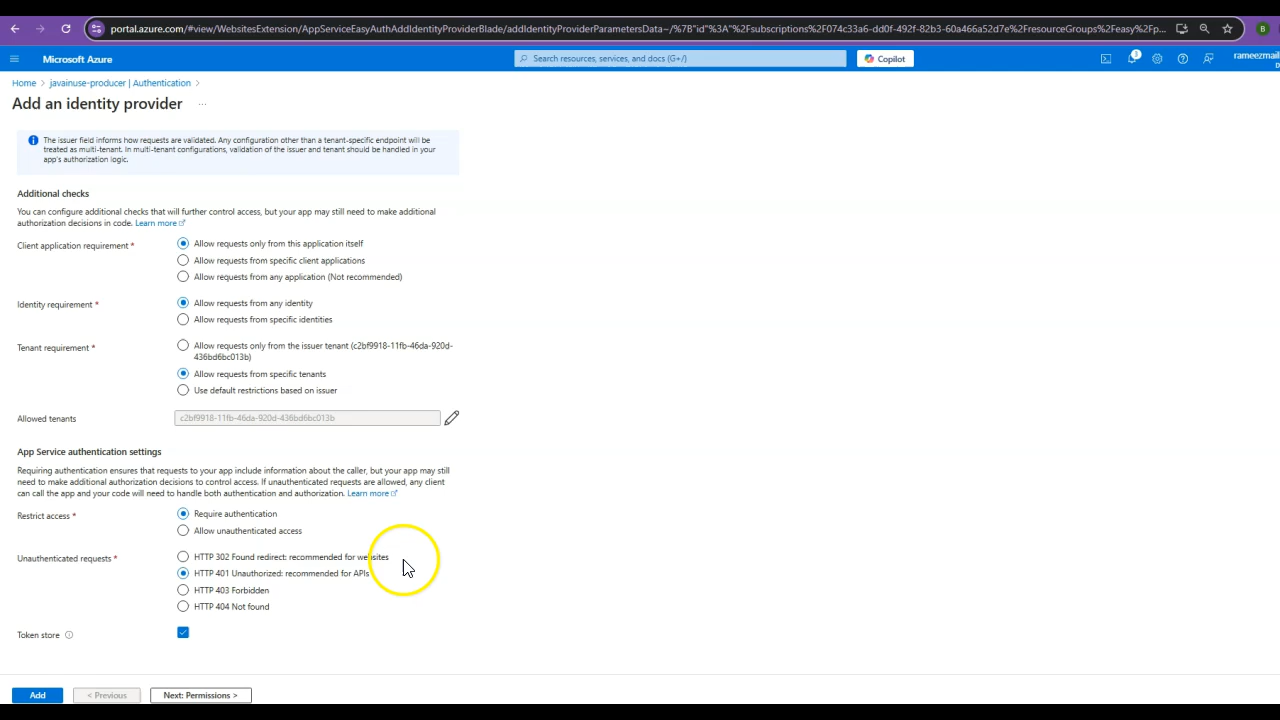 portal.azure.com/#view/WebsitesExtension/AppServiceEasyAuthAddIdentityProviderBlade/addIdentityProviderParametersData~/%7B"id"%3A"%2Fsubscriptions%2F074c33a6-dd0f-492f-82b3-60a466a52d7e%2FresourceGroups%2Feasy%2Fp...
B
Microsoft Azure
Search resources, services, and docs (G+/)
Copilot
1
rameezmail
Home > javainuse-producer | Authentication >
Add an identity provider ...
The issuer field informs how requests are validated. Any configuration other than a tenant-specific endpoint will be
treated as multi-tenant. In multi-tenant configurations, validation of the issuer and tenant should be handled in your
app's authorization logic.
Additional checks
You can configure additional checks that will further control access, but your app may still need to make additional
authorization decisions in code. Learn more
Client application requirement *
Allow requests only from this application itself
Allow requests from specific client applications
Allow requests from any application (Not recommended)
Identity requirement *
Allow requests from any identity
Allow requests from specific identities
Tenant requirement *
Allow requests only from the issuer tenant (c2bf9918-11fb-46da-920d-
436bd6bc013b)
Allow requests from specific tenants
Use default restrictions based on issuer
Allowed tenants
c2bf9918-11fb-46da-920d-436bd6bc013b
App Service authentication settings
Requiring authentication ensures that requests to your app include information about the caller, but your app may still
need to make additional authorization decisions to control access. If unauthenticated requests are allowed, any client
can call the app and your code will need to handle both authentication and authorization. Learn more
Restrict access *
Require authentication
Allow unauthenticated access
Unauthenticated requests *
HTTP 302 Found redirect: recommended for websites
HTTP 401 Unauthorized: recommended for APIs
HTTP 403 Forbidden
HTTP 404 Not found
Token store
Add
< Previous
Next: Permissions >